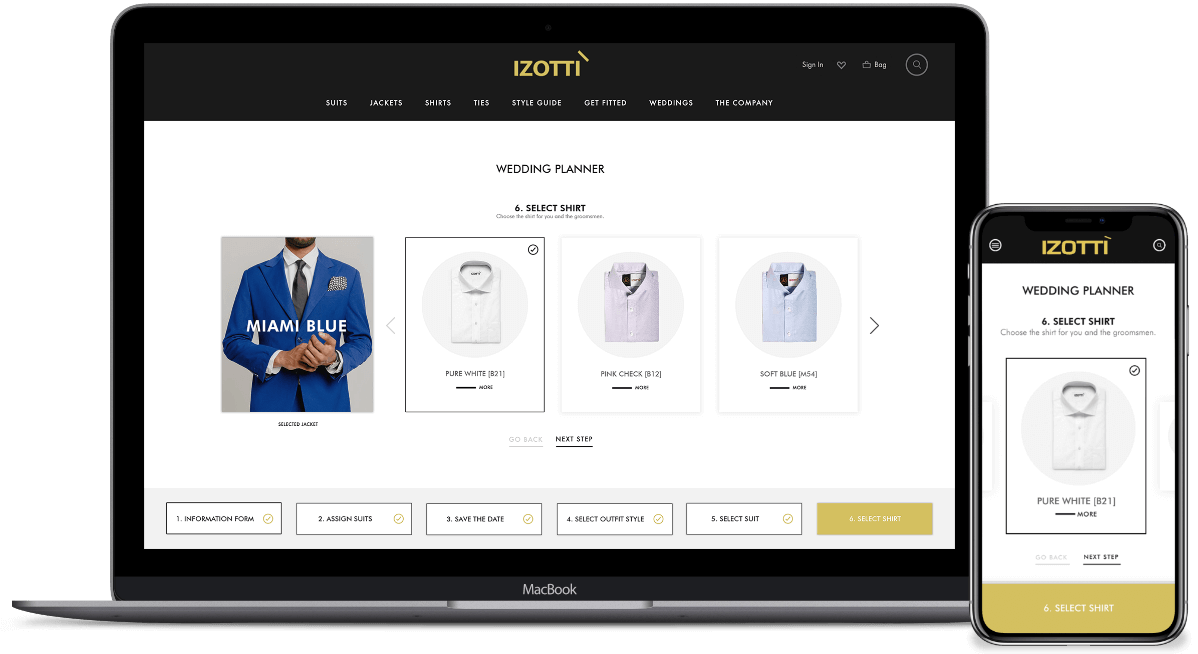 IZOTTÌ
Sign In
Bag
SUITS JACKETS SHIRTS TIES STYLE GUIDE GET FITTED WEDDINGS THE COMPANY
WEDDING PLANNER
6. SELECT SHIRT
Choose the shirt for you and the groomsmen.
MIAMI BLUE
SELECTED JACKET
PURE WHITE [B21]
MORE
PINK CHECK [B12]
MORE
SOFT BLUE [M54]
MORE
GO BACK NEXT STEP
1. INFORMATION FORM
2. ASSIGN SUITS
3. SAVE THE DATE
4. SELECT OUTFIT STYLE
5. SELECT SUIT
6. SELECT SHIRT
MacBook
IZOTTÌ
WEDDING PLANNER
6. SELECT SHIRT
Choose the shirt for you and the groomsmen.
PURE WHITE [B21]
MORE
GO BACK NEXT STEP
6. SELECT SHIRT